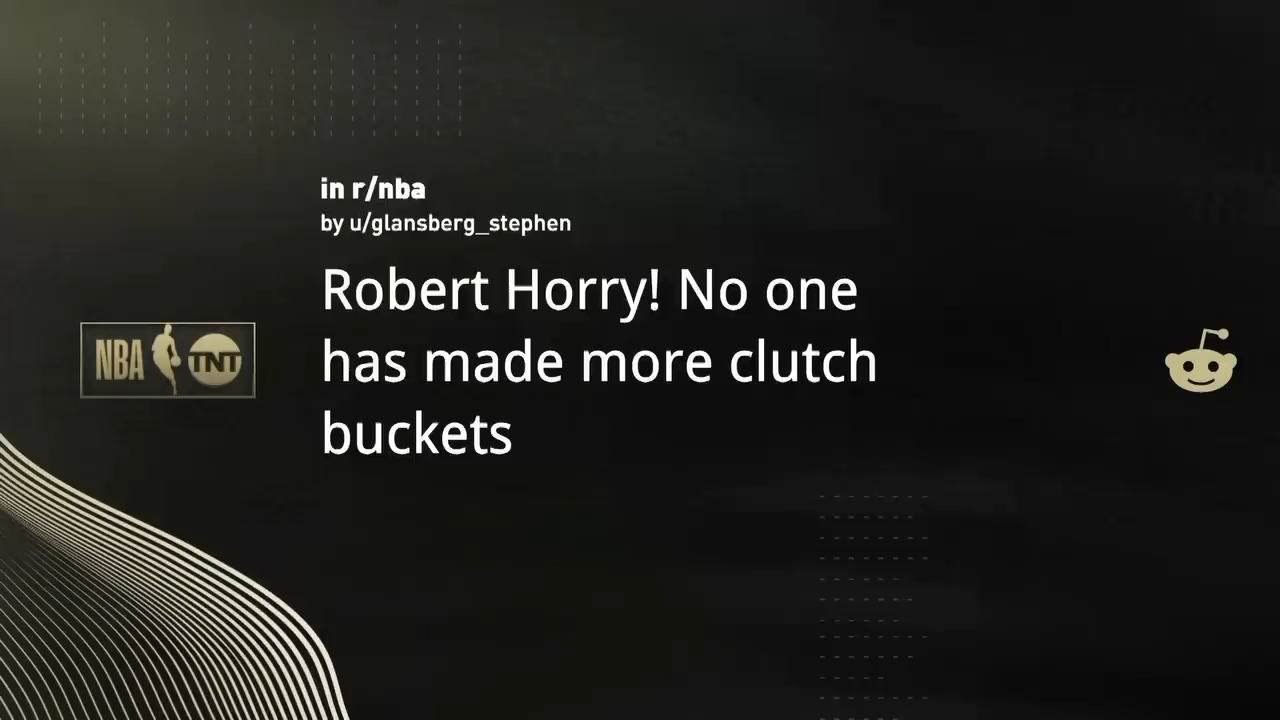 in r/nba
by u/glansberg_stephen
Robert Horry! No one
has made more clutch
buckets
NBA TNT